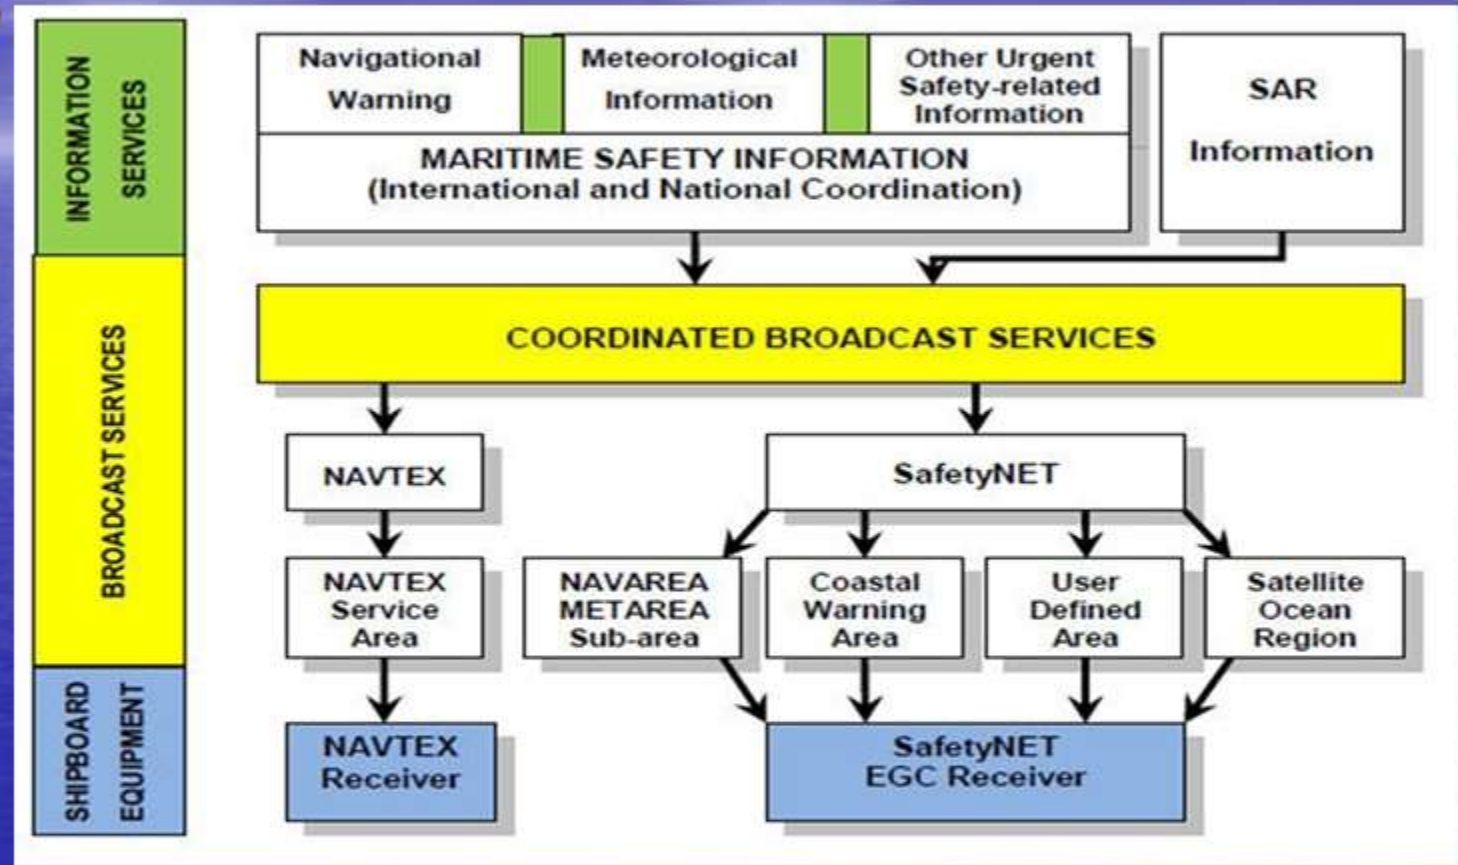 INFORMATION
SERVICES
Navigational
Warning
Meteorological
Information
Other Urgent
Safety-related
Information
MARITIME SAFETY INFORMATION
(International and National Coordination)
SAR
Information
BROADCAST SERVICES
COORDINATED BROADCAST SERVICES
NAVTEX
SafetyNET
NAVTEX
Service
Area
NAVAREA
METAREA
Sub-area
Coastal
Warning
Area
User
Defined
Area
Satellite
Ocean
Region
SHIPBOARD
EQUIPMENT
NAVTEX
Receiver
SafetyNET
EGC Receiver